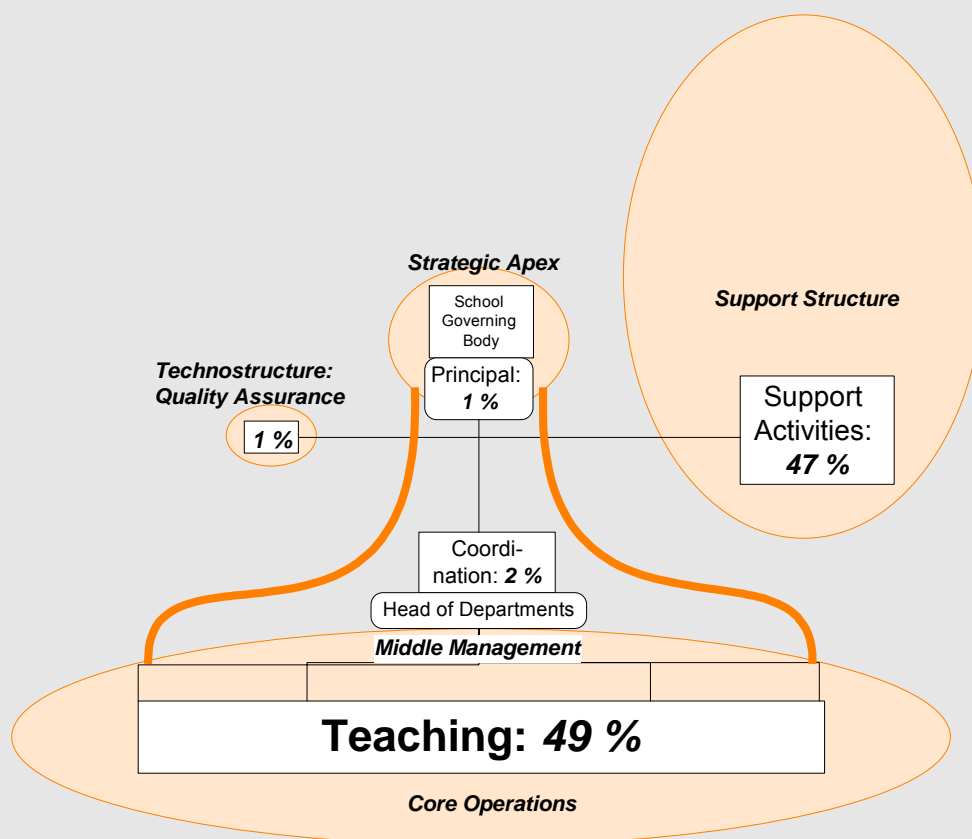 Strategic Apex
School
Governing
Body
Principal:
1 %
Support Structure
Technostructure:
Quality Assurance
1 %
Support
Activities:
47 %
Coordi-
nation: 2 %
Head of Departments
Middle Management
Teaching: 49 %
Core Operations